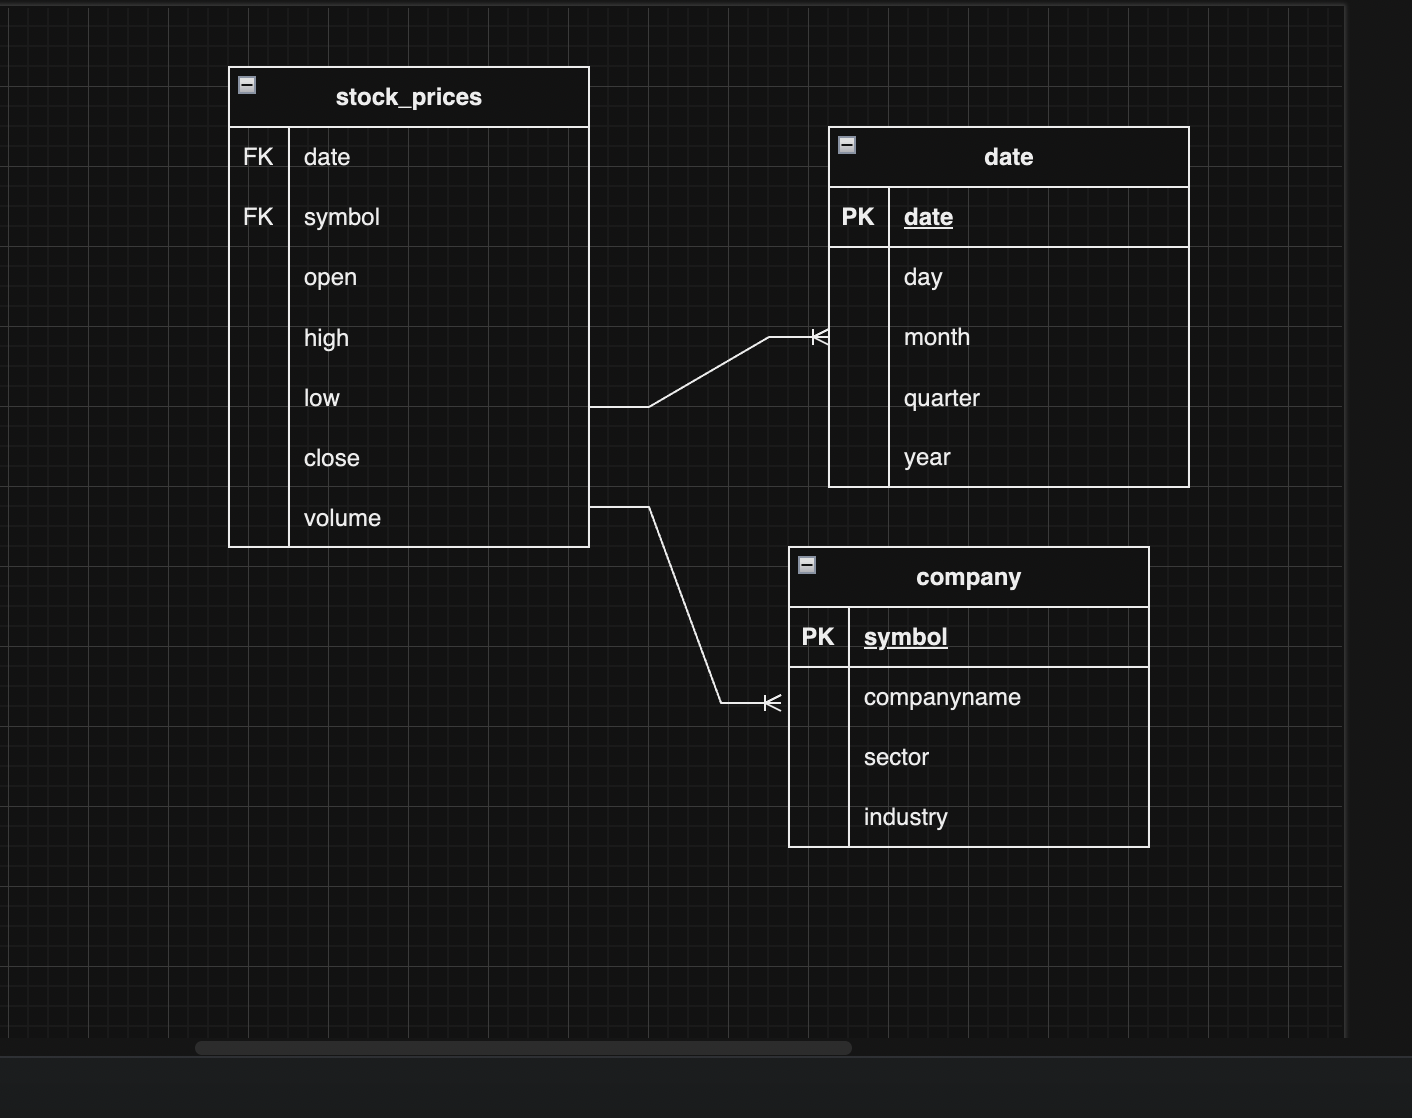 stock_prices
FK date
FK symbol
open
high
low
close
volume
date
PK date
day
month
quarter
year
company
PK symbol
companyname
sector
industry